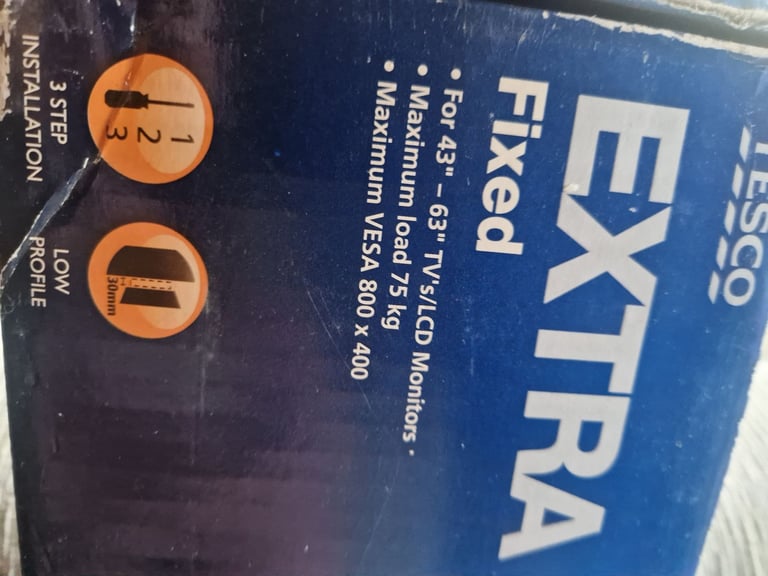 TESCO
EXTRA
Fixed
• For 43" – 63" TV's/LCD Monitors.
• Maximum load 75 kg
• Maximum VESA 800 x 400
1
2
3
30mm
3 STEP
INSTALLATION
LOW
PROFILE